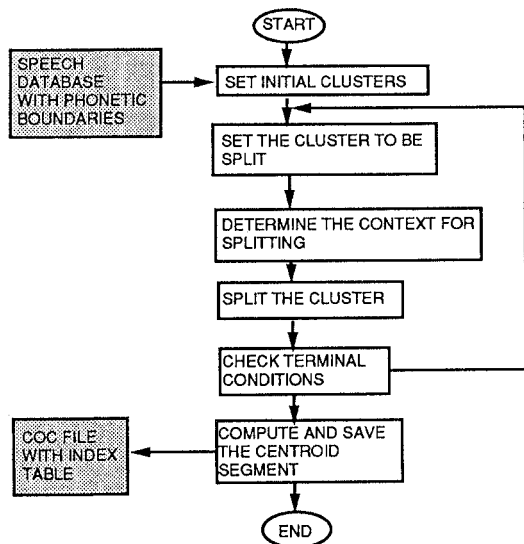 START
SPEECH
DATABASE
WITH PHONETIC
BOUNDARIES
SET INITIAL CLUSTERS
SET THE CLUSTER TO BE
SPLIT
DETERMINE THE CONTEXT FOR
SPLITTING
SPLIT THE CLUSTER
CHECK TERMINAL
CONDITIONS
COMPUTE AND SAVE
THE CENTROID
SEGMENT
COC FILE
WITH INDEX
TABLE
END